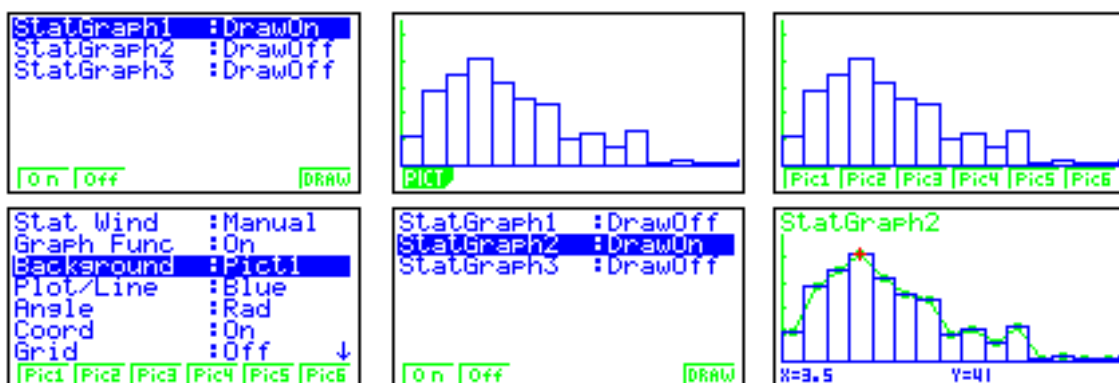 StatGraph1 :DrawOn
StatGraph2 :DrawOff
StatGraph3 :DrawOff
On Off DRAW
PICT
Pic1 Pic2 Pic3 Pic4 Pic5 Pic6
Stat Wind :Manual
Graph Func :On
Background :Pict1
Plot/Line :Blue
Angle :Rad
Coord :On
Grid :Off ↓
Pic1 Pic2 Pic3 Pic4 Pic5 Pic6
StatGraph1 :DrawOff
StatGraph2 :DrawOn
StatGraph3 :DrawOff
On Off DRAW
StatGraph2
X=3.5 Y=41